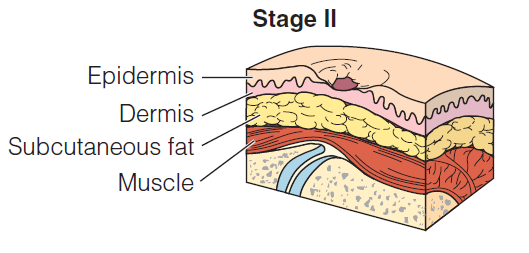 Stage II
Epidermis
Dermis
Subcutaneous fat
Muscle